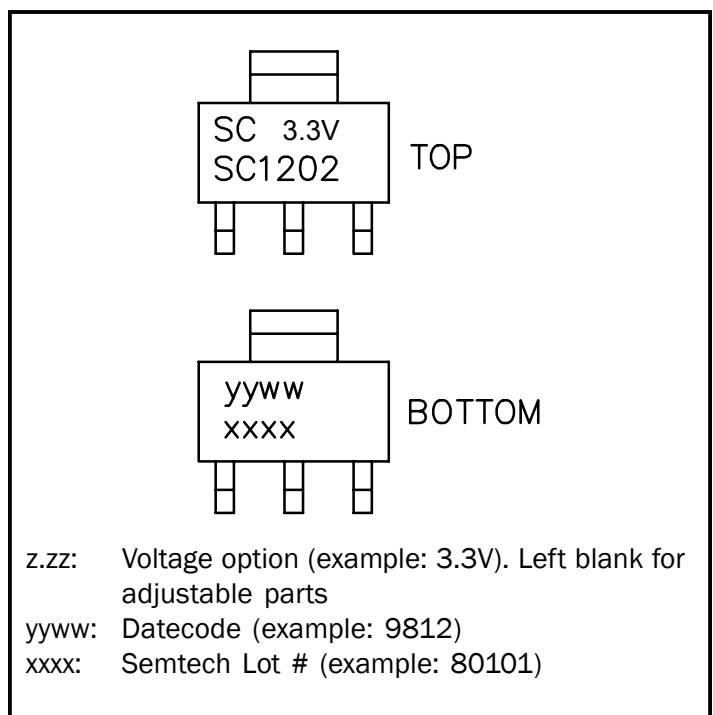 SC 3.3V
SC1202
TOP
yyww
xxxx
BOTTOM
z.zz: Voltage option (example: 3.3V). Left blank for
adjustable parts
yyww: Datecode (example: 9812)
xxxx: Semtech Lot # (example: 80101)